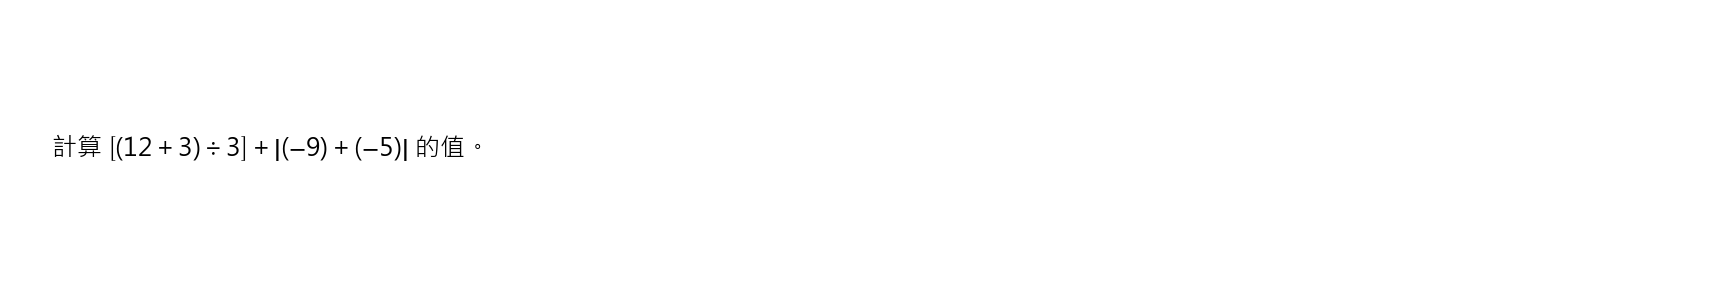 計算 [(12 + 3) ÷ 3] + |(−9) + (−5)| 的值。